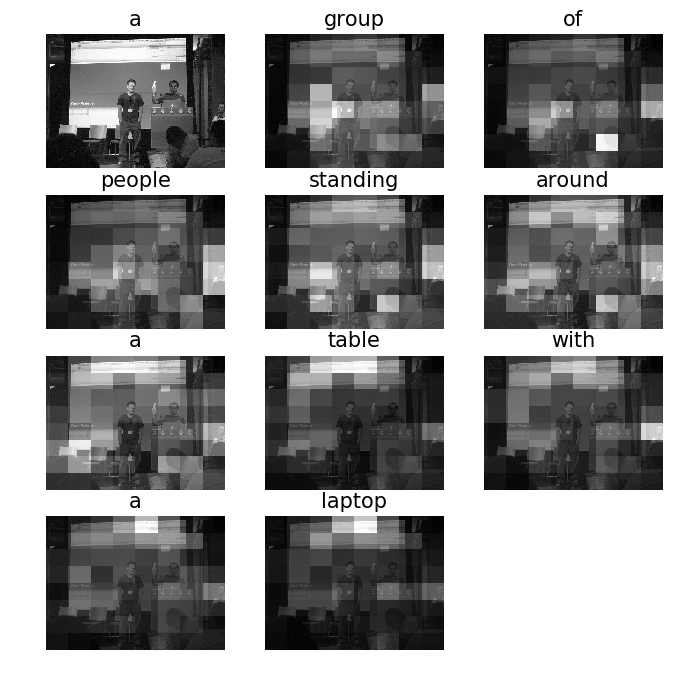 a group of
people standing around
a table with
a laptop